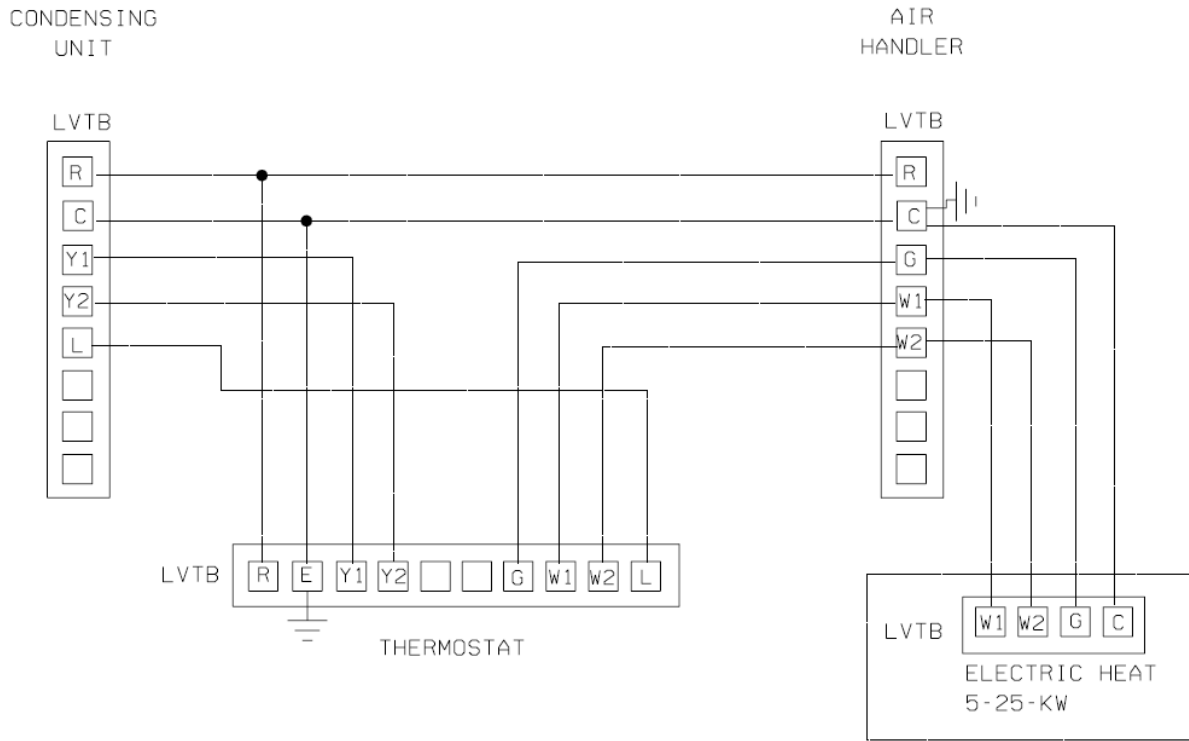 CONDENSING
UNIT
AIR
HANDLER
LVTB
R
C
Y1
Y2
L
LVTB
R
C
G
W1
W2
LVTB
R E Y1 Y2 G W1 W2 L
THERMOSTAT
LVTB
W1 W2 G C
ELECTRIC HEAT
5-25-KW